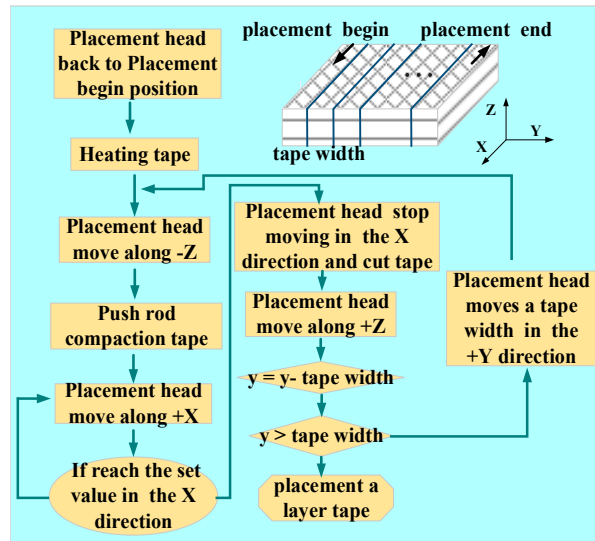 Placement head
back to Placement
begin position
Heating tape
Placement head
move along -Z
Push rod
compaction tape
Placement head
move along +X
If reach the set
value in the X
direction
placement begin
placement end
tape width
Z
Y
X
Placement head stop
moving in the X
direction and cut tape
Placement head
move along +Z
y = y- tape width
y > tape width
placement a
layer tape
Placement head
moves a tape
width in the
+Y direction